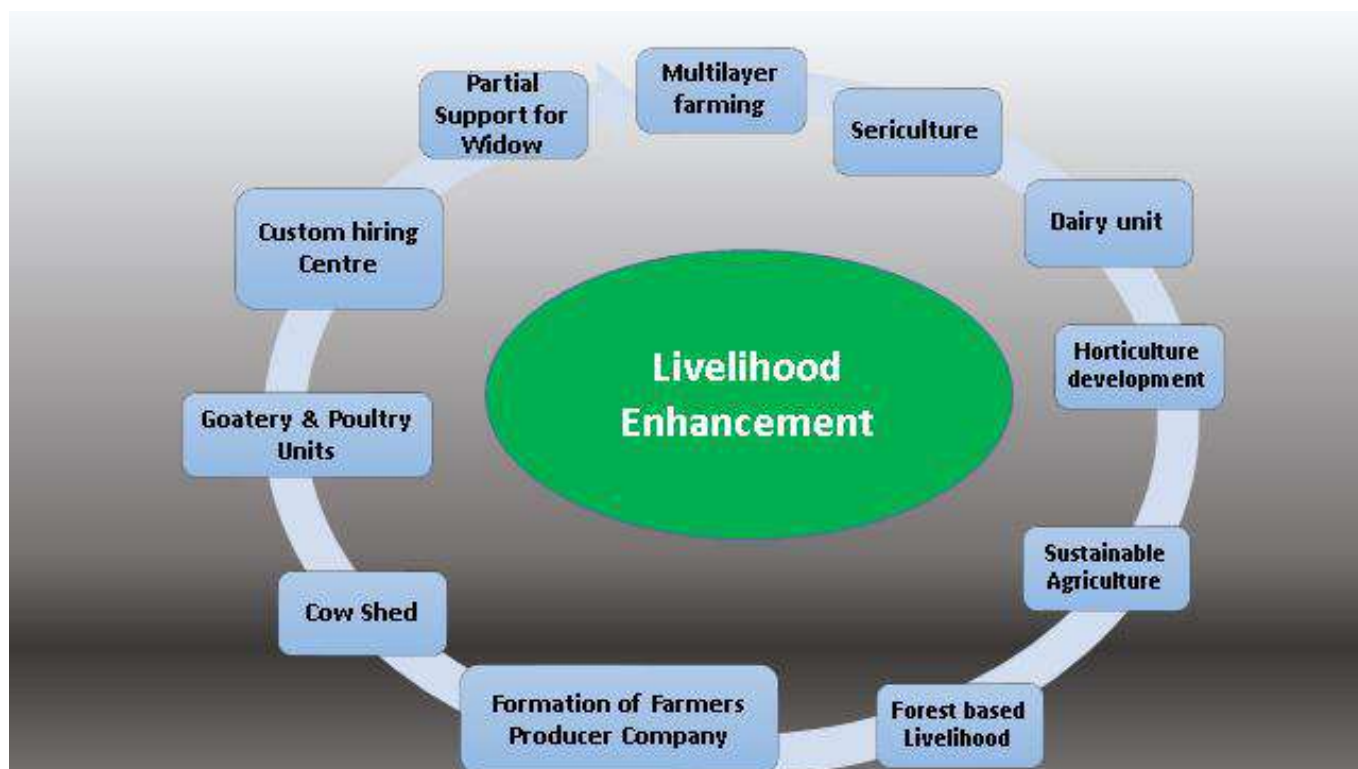 Multilayer
farming
Sericulture
Dairy unit
Horticulture
development
Sustainable
Agriculture
Forest based
Livelihood
Formation of Farmers
Producer Company
Cow Shed
Goatery & Poultry
Units
Custom hiring
Centre
Partial
Support for
Widow
Livelihood
Enhancement